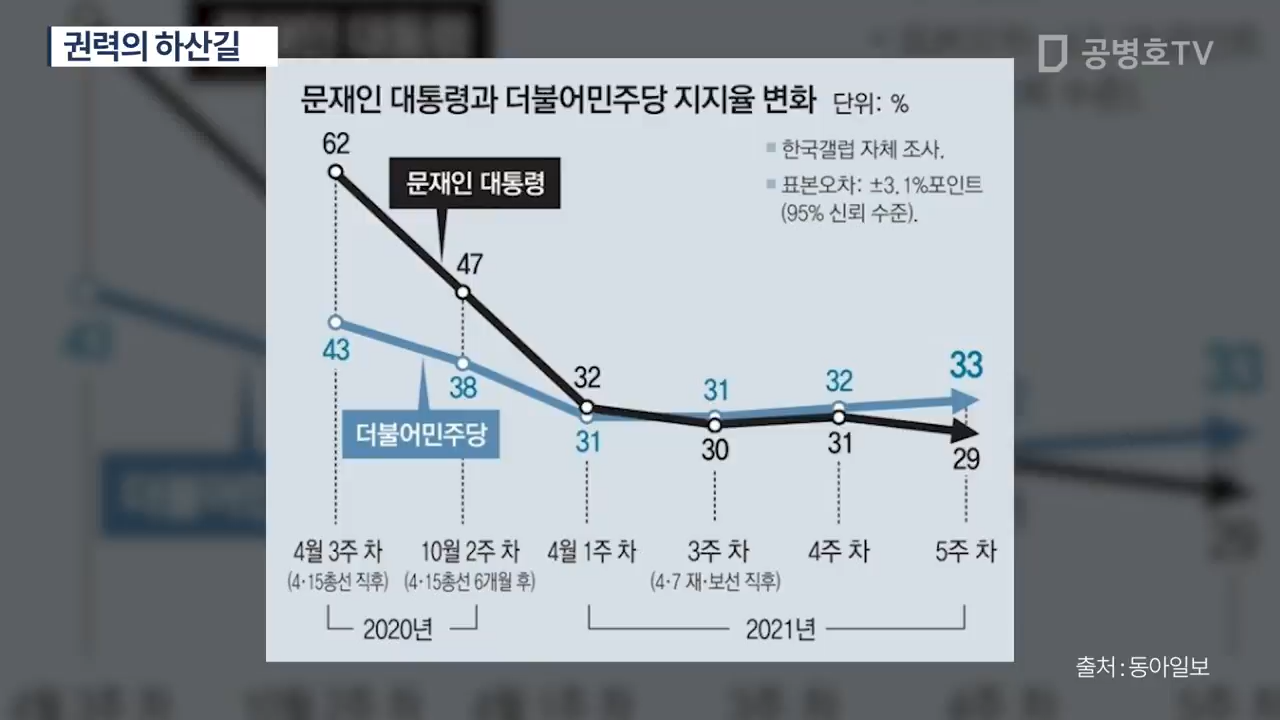 권력의 하산길
공병호TV
문재인 대통령과 더불어민주당 지지율 변화 단위: %
■ 한국갤럽 자체 조사.
■ 표본오차: ±3.1%포인트
(95% 신뢰 수준).
62
문재인 대통령
47
43
38
더불어민주당
32
31
31
30
32
31
33
29
4월 3주 차 10월 2주 차 4월 1주 차 3주 차 4주 차 5주 차
(4·15총선 직후) (4·15총선 6개월 후) (4·7 재·보선 직후)
2020년 2021년
출처 : 동아일보
43
33
29